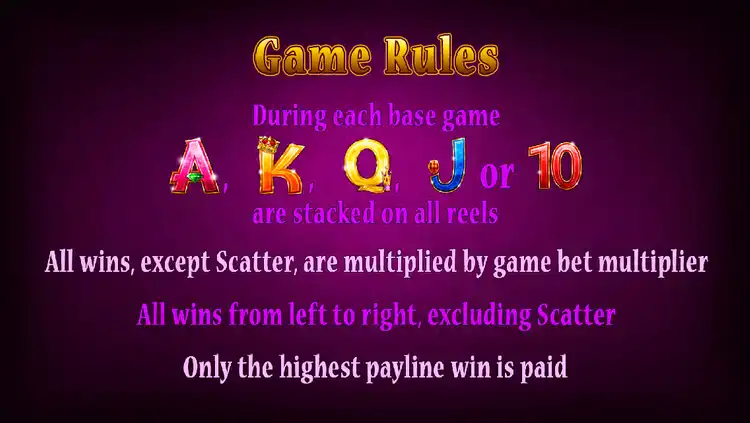 Game Rules
During each base game
A, K, Q, J or 10
are stacked on all reels
All wins, except Scatter, are multiplied by game bet multiplier
All wins from left to right, excluding Scatter
Only the highest payline win is paid